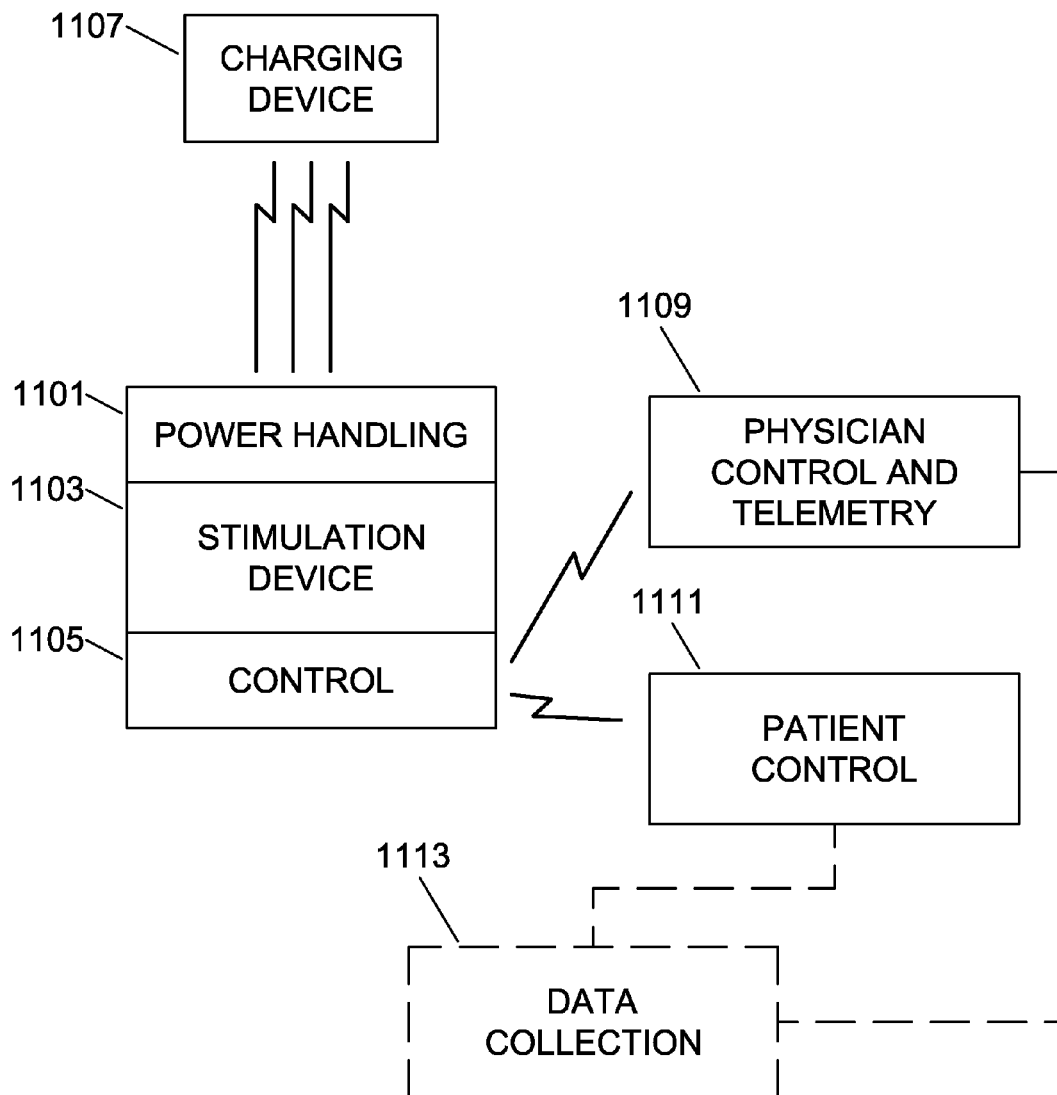 1107
CHARGING
DEVICE
1101
POWER HANDLING
1103
STIMULATION
DEVICE
1105
CONTROL
1109
PHYSICIAN
CONTROL AND
TELEMETRY
1111
PATIENT
CONTROL
1113
DATA
COLLECTION